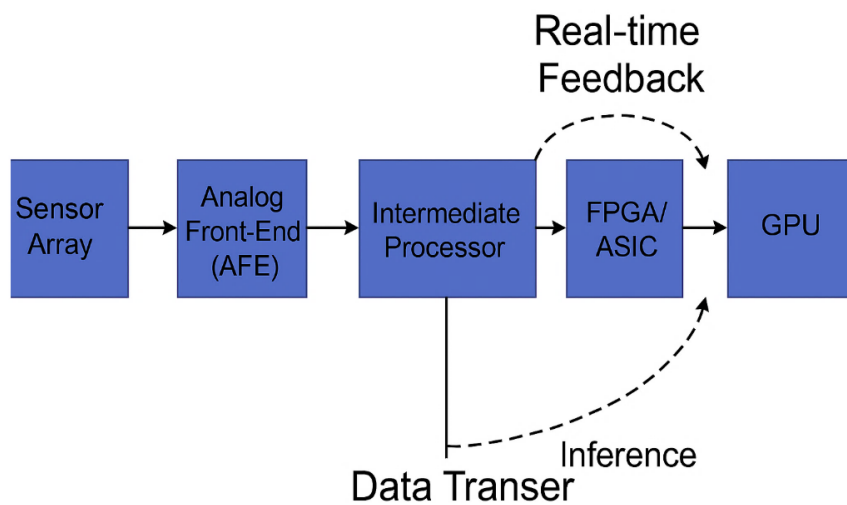 Real-time
Feedback
Sensor
Array
Analog
Front-End
(AFE)
Intermediate
Processor
FPGA/
ASIC
GPU
Inference
Data Transer